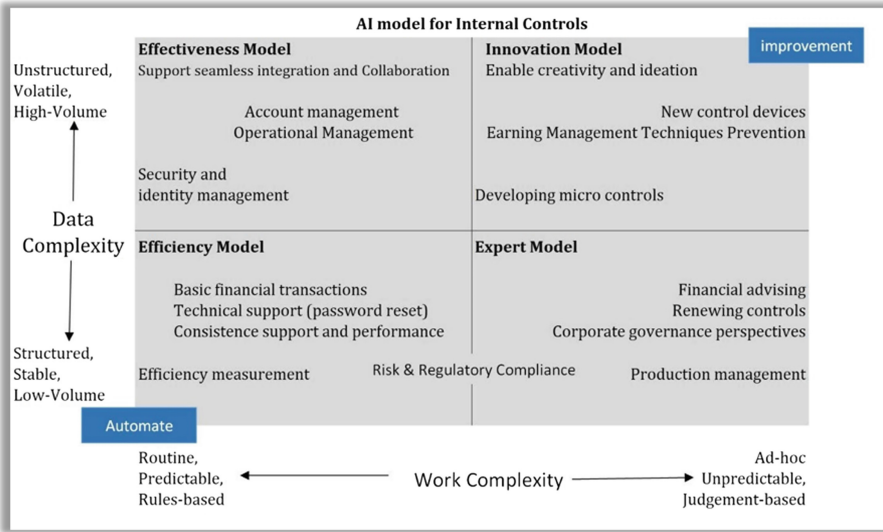 AI model for Internal Controls
improvement
Effectiveness Model
Support seamless integration and Collaboration
Account management
Operational Management
Security and
identity management
Innovation Model
Enable creativity and ideation
New control devices
Earning Management Techniques Prevention
Developing micro controls
Unstructured,
Volatile,
High-Volume
Data
Complexity
Structured,
Stable,
Low-Volume
Efficiency Model
Basic financial transactions
Technical support (password reset)
Consistence support and performance
Efficiency measurement
Expert Model
Financial advising
Renewing controls
Corporate governance perspectives
Risk & Regulatory Compliance
Production management
Automate
Routine,
Predictable,
Rules-based
Work Complexity
Ad-hoc
Unpredictable,
Judgement-based